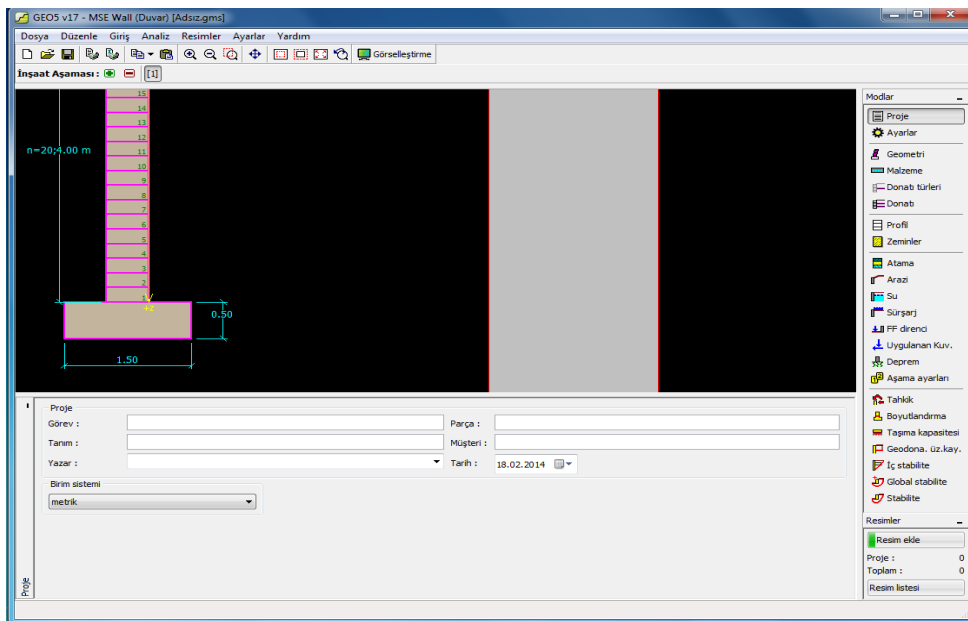 GEO5 v17 - MSE Wall (Duvar) [Adsız.gms]
Dosya Düzenle Giriş Analiz Resimler Ayarlar Yardım
Görselleştirme
İnşaat Aşaması : [1]
15
14
13
12
n=20;4.00 m
11
10
9
8
7
6
5
4
3
2
1
+z
0.50
1.50
Modlar
Proje
Ayarlar
Geometri
Malzeme
Donatı türleri
Donatı
Profil
Zeminler
Atama
Arazi
Su
Sürşarj
FF direnci
Uygulanan Kuv.
Deprem
Aşama ayarları
Tahkik
Boyutlandırma
Taşıma kapasitesi
Geodona. üz.kay.
İç stabilite
Global stabilite
Stabilite
Resimler
Resim ekle
Proje : 0
Toplam : 0
Resim listesi
Proje
Görev :
Parça :
Tanım :
Müşteri :
Yazar :
Tarih : 18.02.2014
Birim sistemi
metrik
Proje